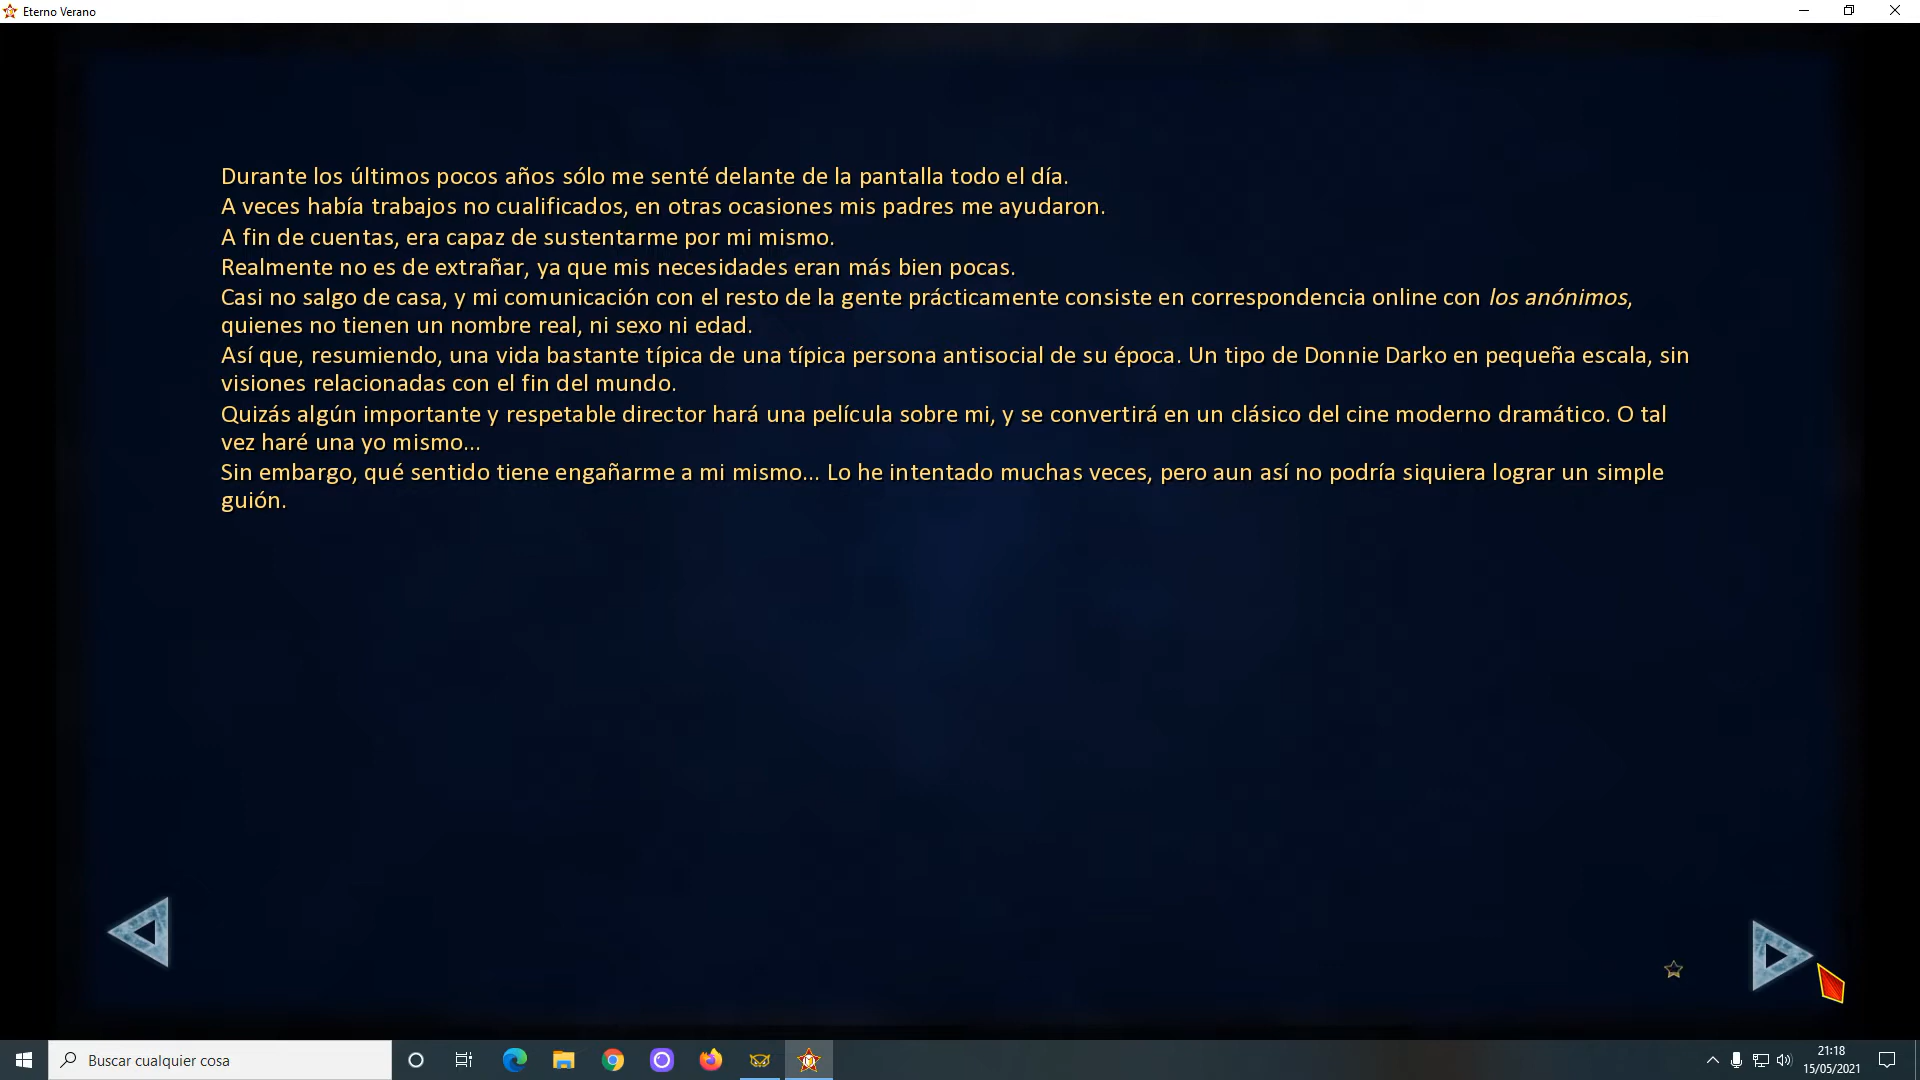 Eterno Verano
Durante los últimos pocos años sólo me senté delante de la pantalla todo el día.
A veces había trabajos no cualificados, en otras ocasiones mis padres me ayudaron.
A fin de cuentas, era capaz de sustentarme por mi mismo.
Realmente no es de extrañar, ya que mis necesidades eran más bien pocas.
Casi no salgo de casa, y mi comunicación con el resto de la gente prácticamente consiste en correspondencia online con los anónimos,
quienes no tienen un nombre real, ni sexo ni edad.
Así que, resumiendo, una vida bastante típica de una típica persona antisocial de su época. Un tipo de Donnie Darko en pequeña escala, sin
visiones relacionadas con el fin del mundo.
Quizás algún importante y respetable director hará una película sobre mi, y se convertirá en un clásico del cine moderno dramático. O tal
vez haré una yo mismo...
Sin embargo, qué sentido tiene engañarme a mi mismo... Lo he intentado muchas veces, pero aun así no podría siquiera lograr un simple
guión.
Buscar cualquier cosa
21:18
15/05/2021